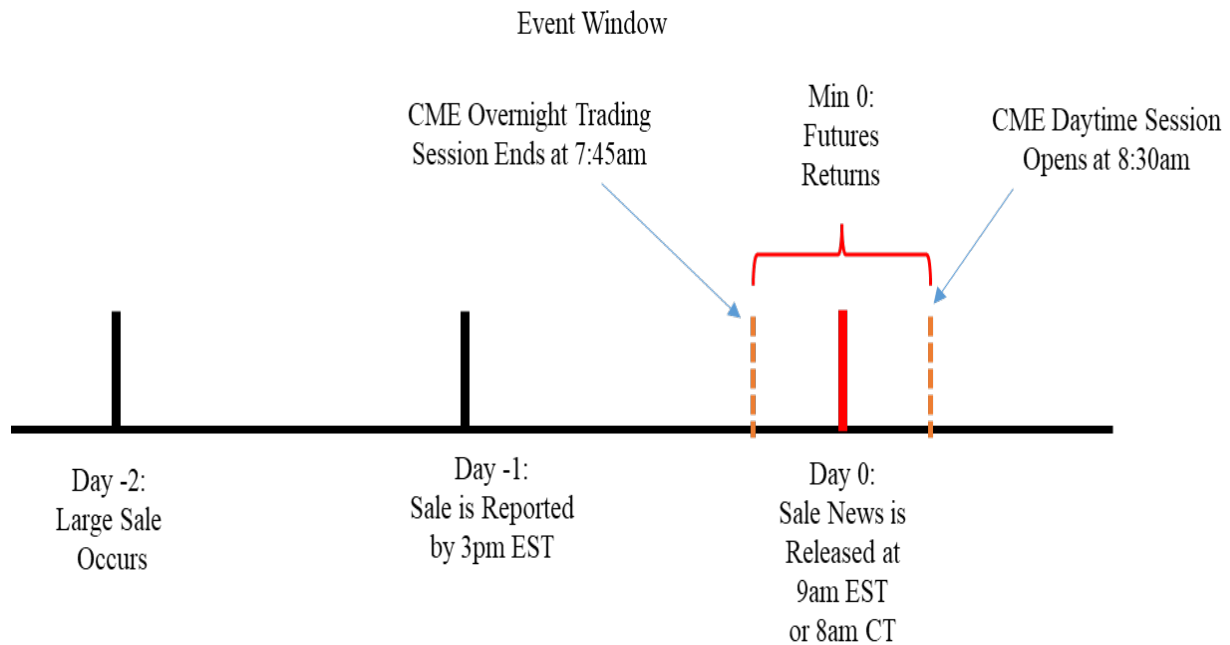 Event Window
CME Overnight Trading
Session Ends at 7:45am
Min 0:
Futures
Returns
CME Daytime Session
Opens at 8:30am
Day -2:
Large Sale
Occurs
Day -1:
Sale is Reported
by 3pm EST
Day 0:
Sale News is
Released at
9am EST
or 8am CT